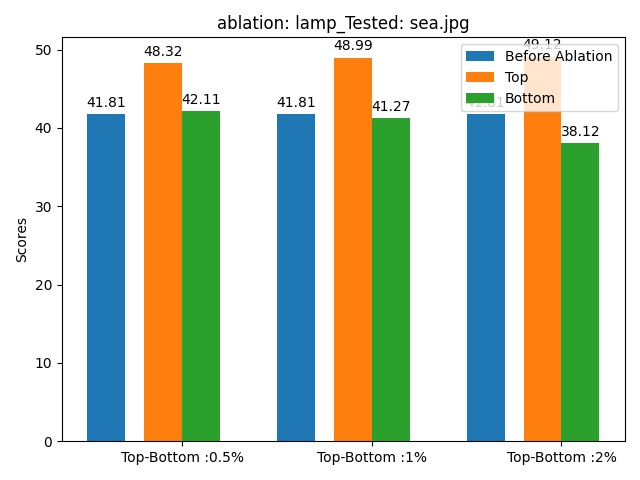 ablation: lamp_Tested: sea.jpg
Scores
50
40
30
20
10
0
41.81
48.32
42.11
41.81
48.99
41.27
41.81
49.12
38.12
Before Ablation
Top
Bottom
Top-Bottom :0.5%
Top-Bottom :1%
Top-Bottom :2%